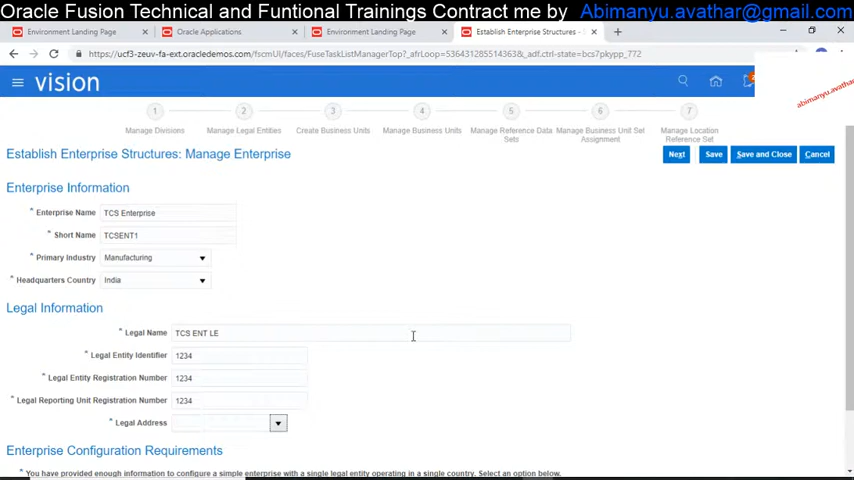 Oracle Fusion Technical and Funtional Trainings Contract me by Abimanyu.avathar@gmail.com
Environment Landing Page
Oracle Applications
Environment Landing Page
Establish Enterprise Structures -
https://ucf3-zeuv-fa-ext.oracledemos.com/fscmUI/faces/FuseTaskListManagerTop?_afrLoop=5364312855143638&_adf.ctrl-state=bcs7pkypp_772
vision
abimanyu.avathar
1 2 3 4 5 6 7
Manage Divisions
Manage Legal Entities
Create Business Units
Manage Business Units
Manage Reference Data Sets
Manage Business Unit Set Assignment
Manage Location Reference Set
Establish Enterprise Structures: Manage Enterprise
Next Save Save and Close Cancel
Enterprise Information
* Enterprise Name TCS Enterprise
* Short Name TCSENT1
* Primary Industry Manufacturing
* Headquarters Country India
Legal Information
* Legal Name TCS ENT LE
* Legal Entity Identifier 1234
* Legal Entity Registration Number 1234
* Legal Reporting Unit Registration Number 1234
* Legal Address
Enterprise Configuration Requirements
* You have provided enough information to configure a simple enterprise with a single legal entity operating in a single country. Select an option below.